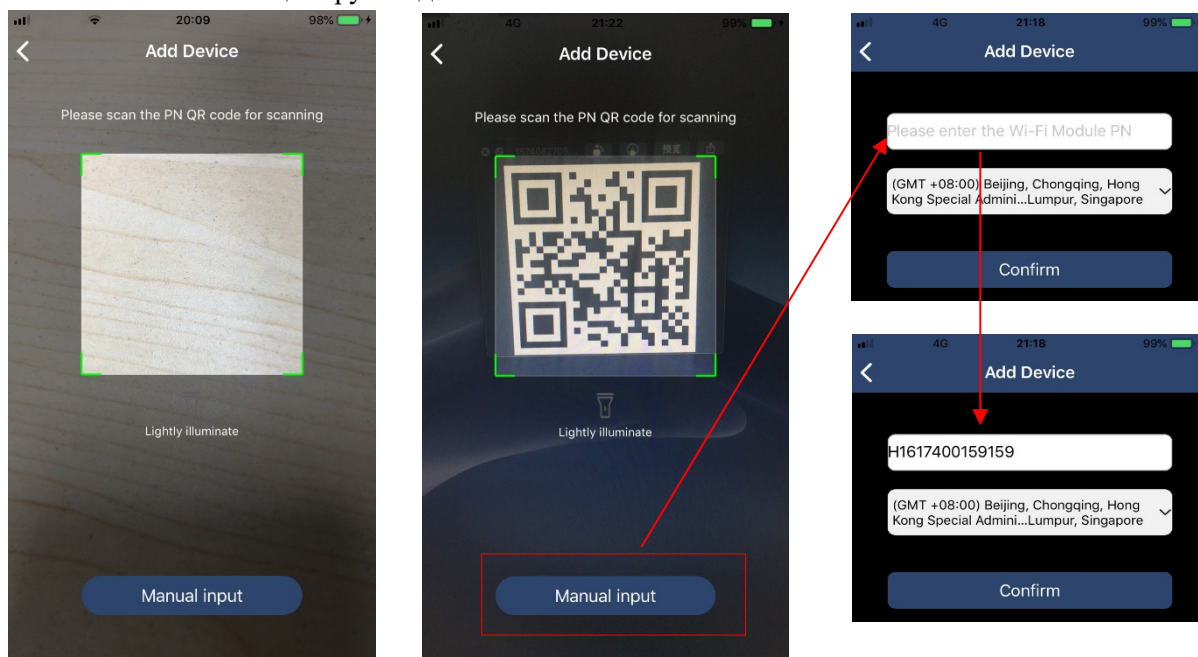 20:09
98%
Add Device
Please scan the PN QR code for scanning
Lightly illuminate
Manual input
4G
21:22
99%
Add Device
Please scan the PN QR code for scanning
预览
Lightly illuminate
Manual input
4G
21:18
99%
Add Device
Please enter the Wi-Fi Module PN
(GMT +08:00) Beijing, Chongqing, Hong
Kong Special Admini...Lumpur, Singapore
Confirm
4G
21:18
99%
Add Device
H1617400159159
(GMT +08:00) Beijing, Chongqing, Hong
Kong Special Admini...Lumpur, Singapore
Confirm